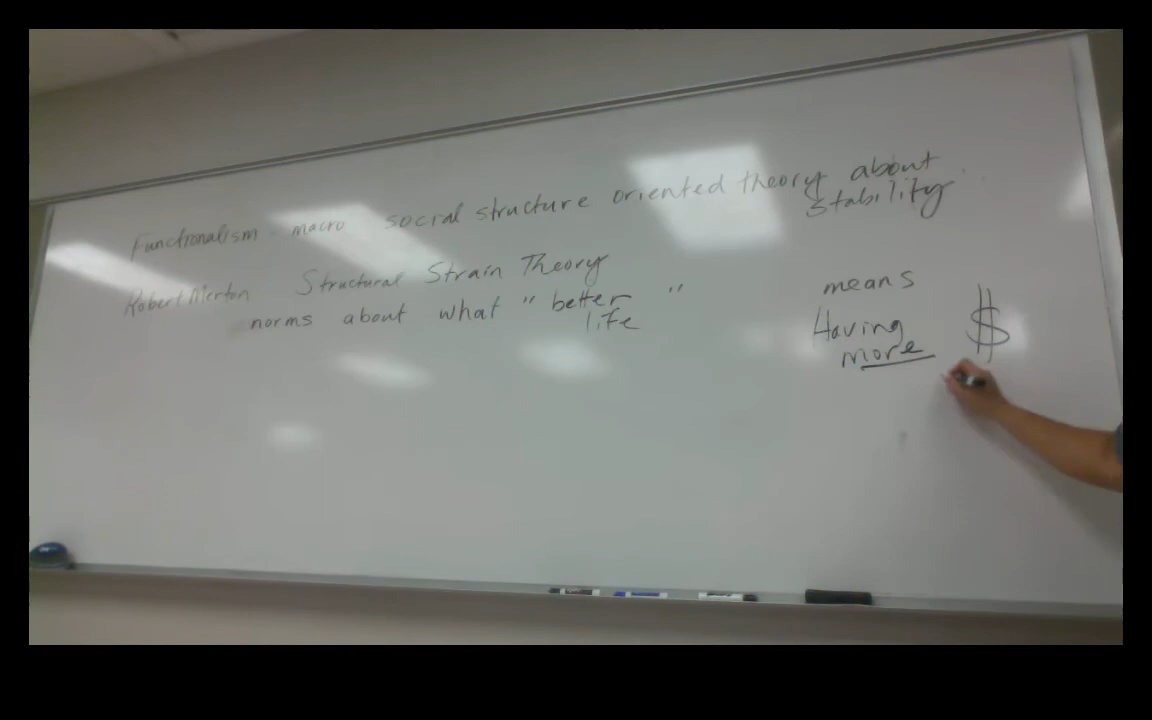 Functionalism - macro social structure oriented theory about
stability
Robert Merton Structural Strain Theory
norms about what "better
life"
means
Having
more $